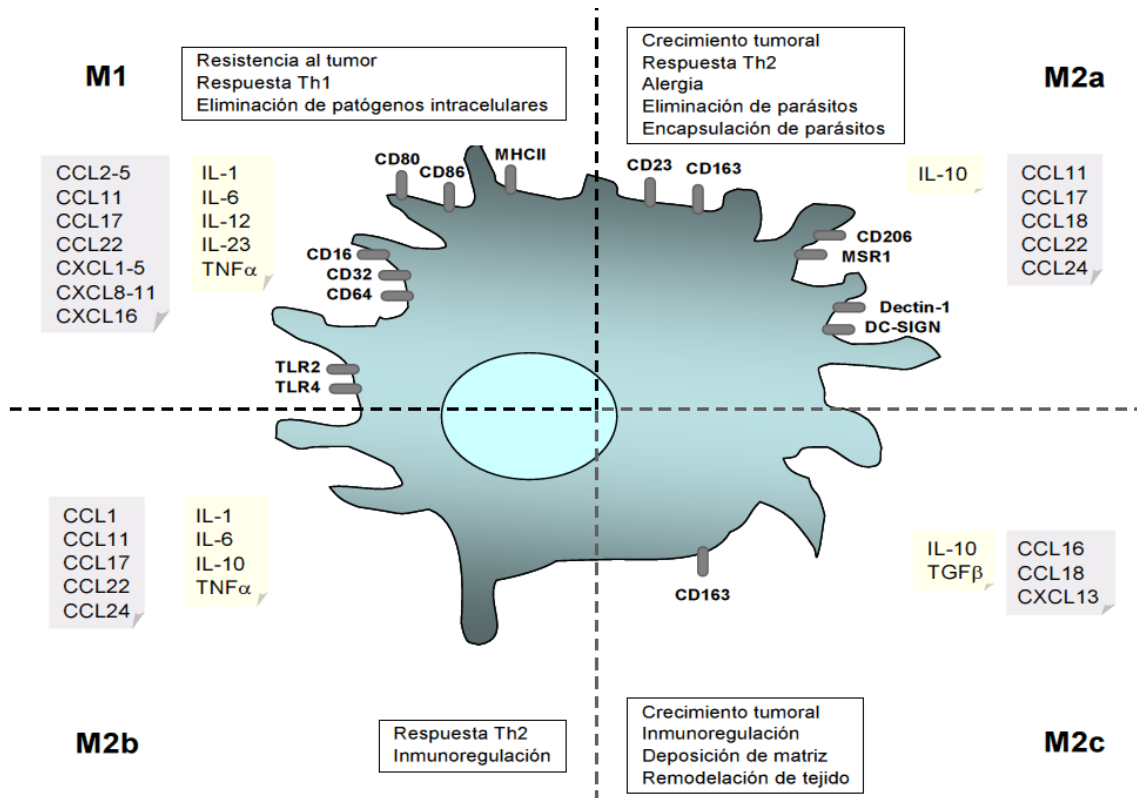 M1
Resistencia al tumor
Respuesta Th1
Eliminación de patógenos intracelulares
CCL2-5
CCL11
CCL17
CCL22
CXCL1-5
CXCL8-11
CXCL16
IL-1
IL-6
IL-12
IL-23
TNFα
CD80
CD86
MHCII
CD16
CD32
CD64
TLR2
TLR4
Crecimiento tumoral
Respuesta Th2
Alergia
Eliminación de parásitos
Encapsulación de parásitos
M2a
CD23
CD163
CD206
MSR1
Dectin-1
DC-SIGN
IL-10
CCL11
CCL17
CCL18
CCL22
CCL24
CCL1
CCL11
CCL17
CCL22
CCL24
IL-1
IL-6
IL-10
TNFα
M2b
Respuesta Th2
Inmunoregulación
CD163
IL-10
TGFβ
CCL16
CCL18
CXCL13
Crecimiento tumoral
Inmunoregulación
Deposición de matriz
Remodelación de tejido
M2c